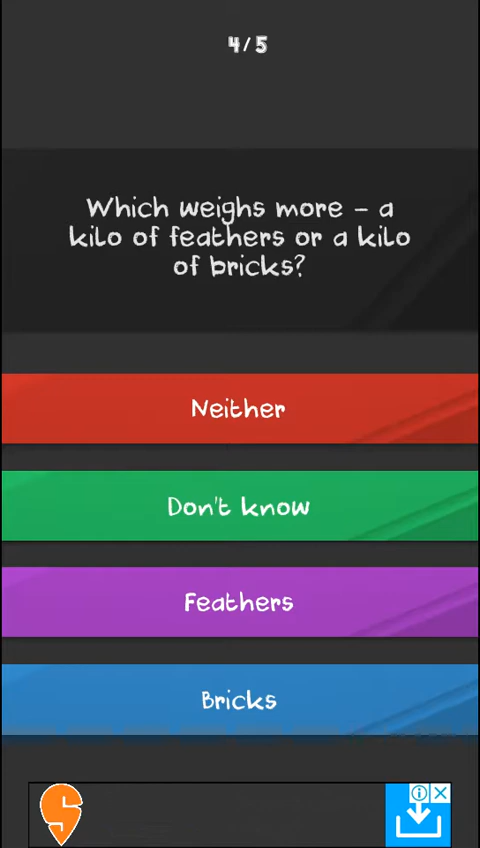 4/5
Which weighs more – a
kilo of feathers or a kilo
of bricks?
Neither
Don't know
Feathers
Bricks